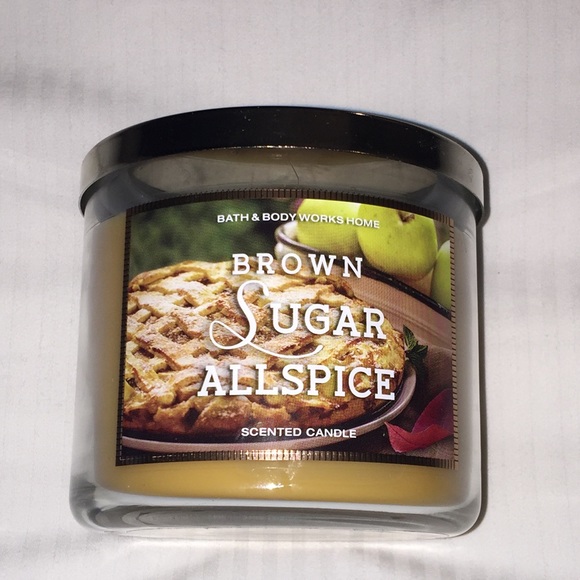 BATH & BODY WORKS HOME
BROWN
SUGAR
ALLSPICE
SCENTED CANDLE